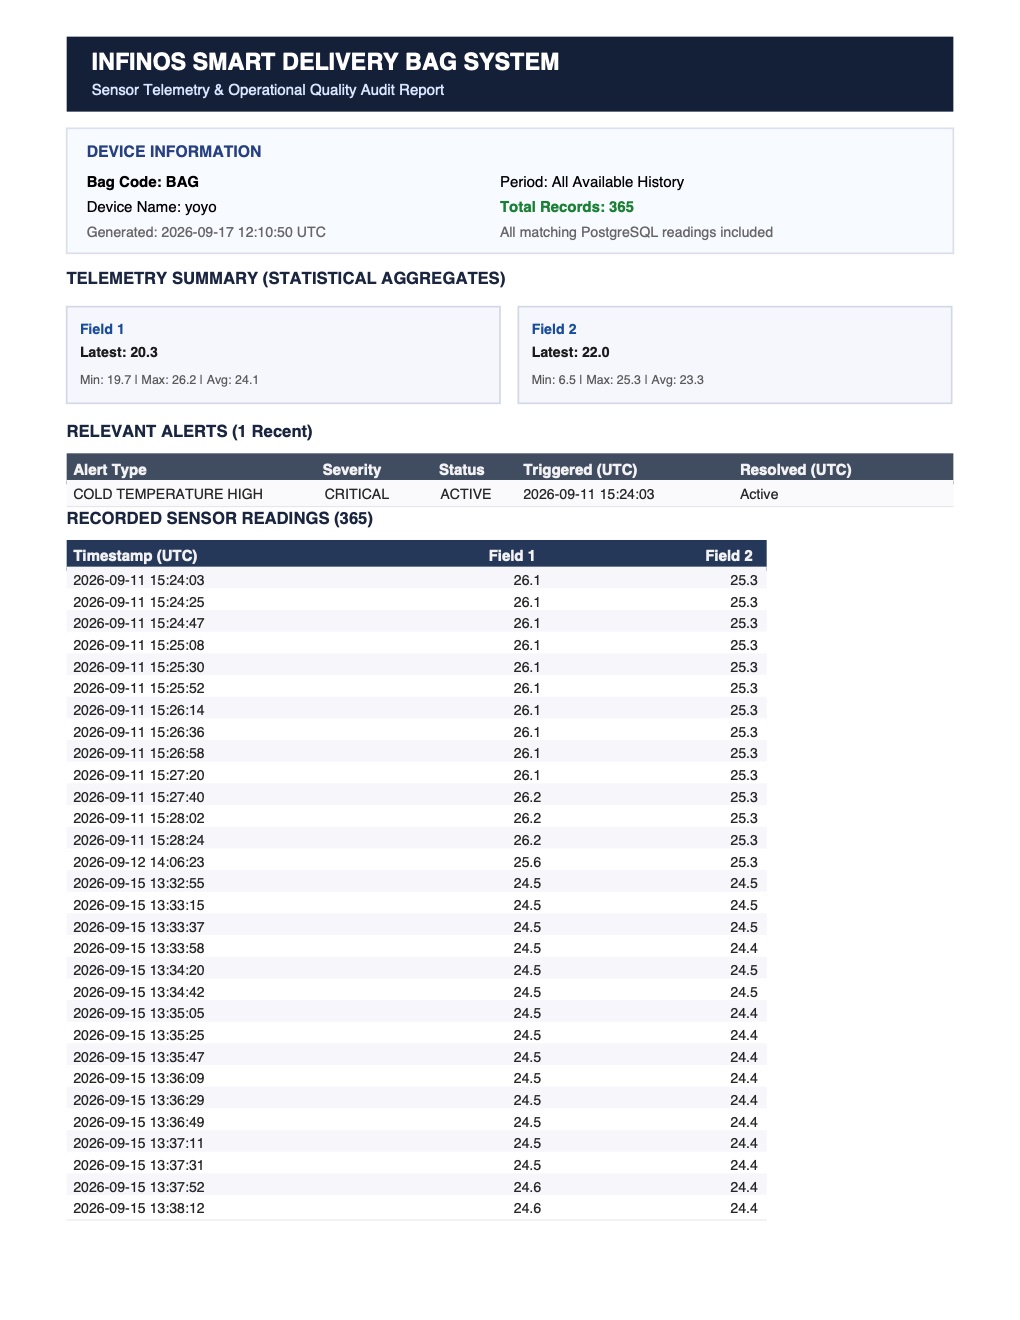 INFINOS SMART DELIVERY BAG SYSTEM
Sensor Telemetry & Operational Quality Audit Report
DEVICE INFORMATION
Bag Code: BAG Period: All Available History
Device Name: yoyo Total Records: 365
Generated: 2026-09-17 12:10:50 UTC All matching PostgreSQL readings included
TELEMETRY SUMMARY (STATISTICAL AGGREGATES)
Field 1 Field 2
Latest: 20.3 Latest: 22.0
Min: 19.7 | Max: 26.2 | Avg: 24.1 Min: 6.5 | Max: 25.3 | Avg: 23.3
RELEVANT ALERTS (1 Recent)
Alert Type Severity Status Triggered (UTC) Resolved (UTC)
COLD TEMPERATURE HIGH CRITICAL ACTIVE 2026-09-11 15:24:03 Active
RECORDED SENSOR READINGS (365)
Timestamp (UTC) Field 1 Field 2
2026-09-11 15:24:03 26.1 25.3
2026-09-11 15:24:25 26.1 25.3
2026-09-11 15:24:47 26.1 25.3
2026-09-11 15:25:08 26.1 25.3
2026-09-11 15:25:30 26.1 25.3
2026-09-11 15:25:52 26.1 25.3
2026-09-11 15:26:14 26.1 25.3
2026-09-11 15:26:36 26.1 25.3
2026-09-11 15:26:58 26.1 25.3
2026-09-11 15:27:20 26.1 25.3
2026-09-11 15:27:40 26.2 25.3
2026-09-11 15:28:02 26.2 25.3
2026-09-11 15:28:24 26.2 25.3
2026-09-12 14:06:23 25.6 25.3
2026-09-15 13:32:55 24.5 24.5
2026-09-15 13:33:15 24.5 24.5
2026-09-15 13:33:37 24.5 24.5
2026-09-15 13:33:58 24.5 24.4
2026-09-15 13:34:20 24.5 24.5
2026-09-15 13:34:42 24.5 24.5
2026-09-15 13:35:05 24.5 24.4
2026-09-15 13:35:25 24.5 24.4
2026-09-15 13:35:47 24.5 24.4
2026-09-15 13:36:09 24.5 24.4
2026-09-15 13:36:29 24.5 24.4
2026-09-15 13:36:49 24.5 24.4
2026-09-15 13:37:11 24.5 24.4
2026-09-15 13:37:31 24.5 24.4
2026-09-15 13:37:52 24.6 24.4
2026-09-15 13:38:12 24.6 24.4